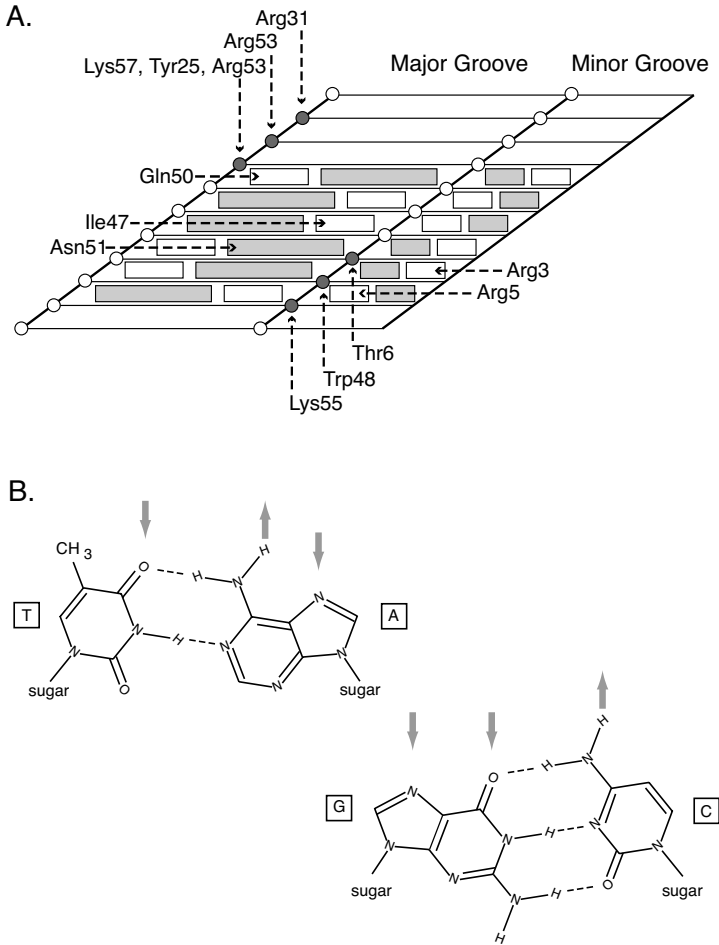 A.
Arg31
Arg53
Lys57, Tyr25, Arg53
Major Groove
Minor Groove
Gln50
Ile47
Asn51
Arg3
Arg5
Thr6
Trp48
Lys55
B.
CH3
O
H
H
N
N
T
A
N
H
N
N
N
O
N
sugar
sugar
H
N
O
H
N
G
C
N
H
N
N
N
N
O
sugar
N
H
sugar
H